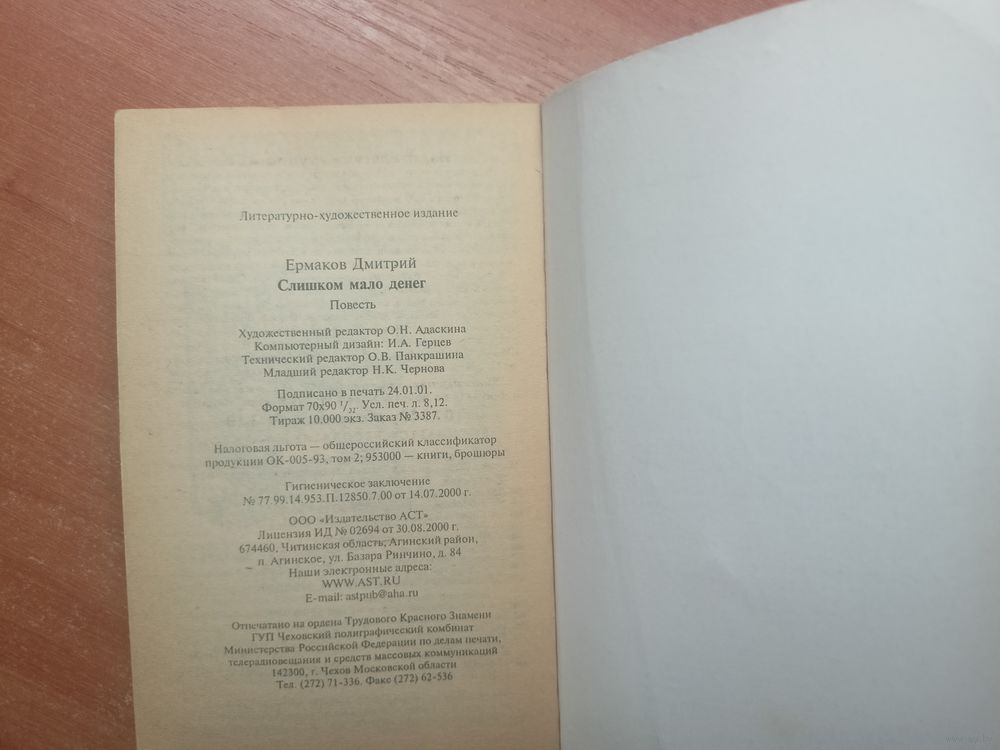 Литературно-художественное издание
Ермаков Дмитрий
Слишком мало денег
Повесть
Художественный редактор О.Н. Адаскина
Компьютерный дизайн: И.А. Герцев
Технический редактор О.В. Панкрашина
Младший редактор Н.К. Чернова
Подписано в печать 24.01.01.
Формат 70х90 1/32. Усл. печ. л. 8,12.
Тираж 10.000 экз. Заказ № 3387.
Налоговая льгота — общероссийский классификатор
продукции ОК-005-93, том 2; 953000 — книги, брошюры
Гигиеническое заключение
№ 77.99.14.953.П.12850.7.00 от 14.07.2000 г.
ООО «Издательство АСТ»
Лицензия ИД № 02694 от 30.08.2000 г.
674460, Читинская область, Агинский район,
п. Агинское, ул. Базара Ринчино, д. 84
Наши электронные адреса:
WWW.AST.RU
E-mail: astpub@aha.ru
Отпечатано на ордена Трудового Красного Знамени
ГУП Чеховский полиграфический комбинат
Министерства Российской Федерации по делам печати,
телерадиовещания и средств массовых коммуникаций
142300, г. Чехов Московской области
Тел. (272) 71-336. Факс (272) 62-536